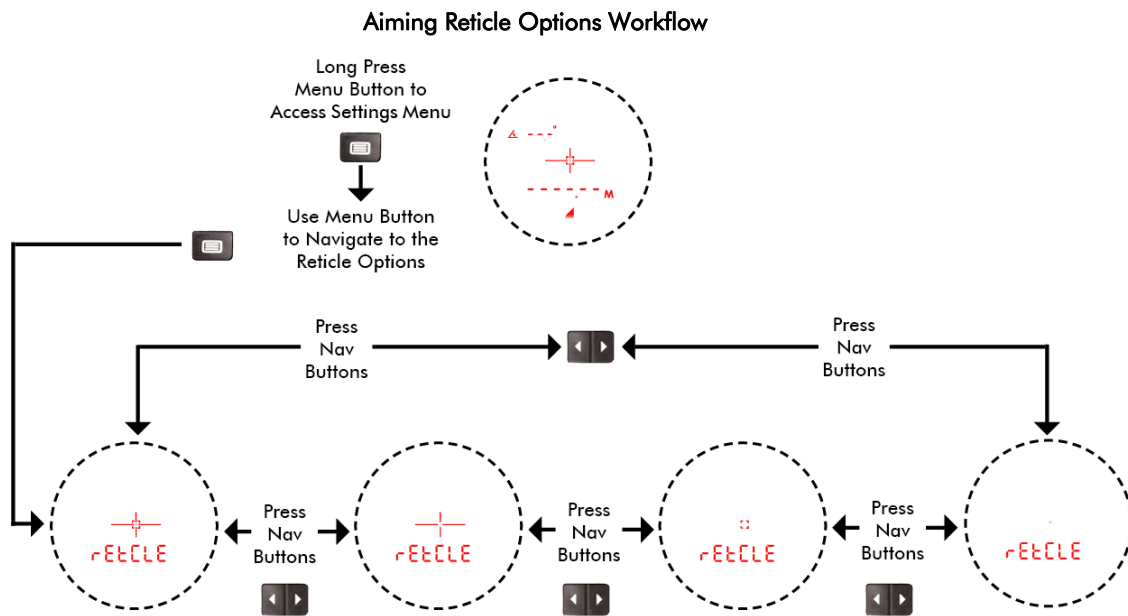 Aiming Reticle Options Workflow
Long Press
Menu Button to
Access Settings Menu
M
Use Menu Button
to Navigate to the
Reticle Options
Press
Nav
Buttons
Press
Nav
Buttons
rEtCLE
Press
Nav
Buttons
rEtCLE
Press
Nav
Buttons
rEtCLE
Press
Nav
Buttons
rEtCLE